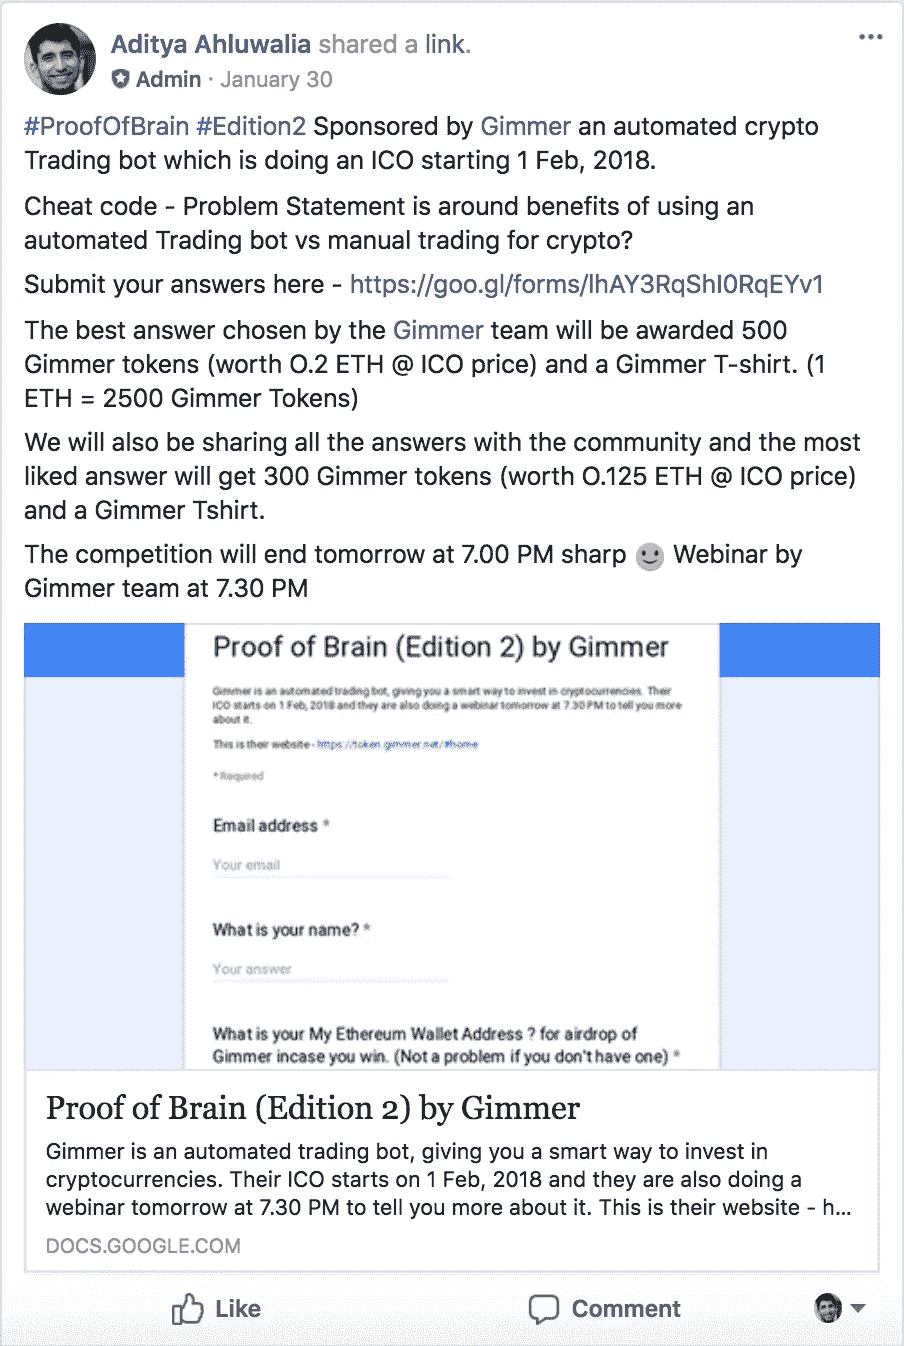 Aditya Ahluwalia shared a link.
Admin · January 30
#ProofOfBrain #Edition2 Sponsored by Gimmer an automated crypto
Trading bot which is doing an ICO starting 1 Feb, 2018.
Cheat code - Problem Statement is around benefits of using an
automated Trading bot vs manual trading for crypto?
Submit your answers here - https://goo.gl/forms/lhAY3RqShI0RqEYv1
The best answer chosen by the Gimmer team will be awarded 500
Gimmer tokens (worth O.2 ETH @ ICO price) and a Gimmer T-shirt. (1
ETH = 2500 Gimmer Tokens)
We will also be sharing all the answers with the community and the most
liked answer will get 300 Gimmer tokens (worth O.125 ETH @ ICO price)
and a Gimmer Tshirt.
The competition will end tomorrow at 7.00 PM sharp 🙂 Webinar by
Gimmer team at 7.30 PM
Proof of Brain (Edition 2) by Gimmer
Gimmer is an automated trading bot, giving you a smart way to invest in cryptocurrencies. Their
ICO starts on 1 Feb, 2018 and they are also doing a webinar tomorrow at 7.30 PM to tell you more
about it.
This is their website - https://token.gimmer.net/#home
* Required
Email address *
Your email
What is your name? *
Your answer
What is your My Ethereum Wallet Address ? for airdrop of
Gimmer incase you win. (Not a problem if you don't have one) *
Proof of Brain (Edition 2) by Gimmer
Gimmer is an automated trading bot, giving you a smart way to invest in
cryptocurrencies. Their ICO starts on 1 Feb, 2018 and they are also doing a
webinar tomorrow at 7.30 PM to tell you more about it. This is their website - h...
DOCS.GOOGLE.COM
Like
Comment